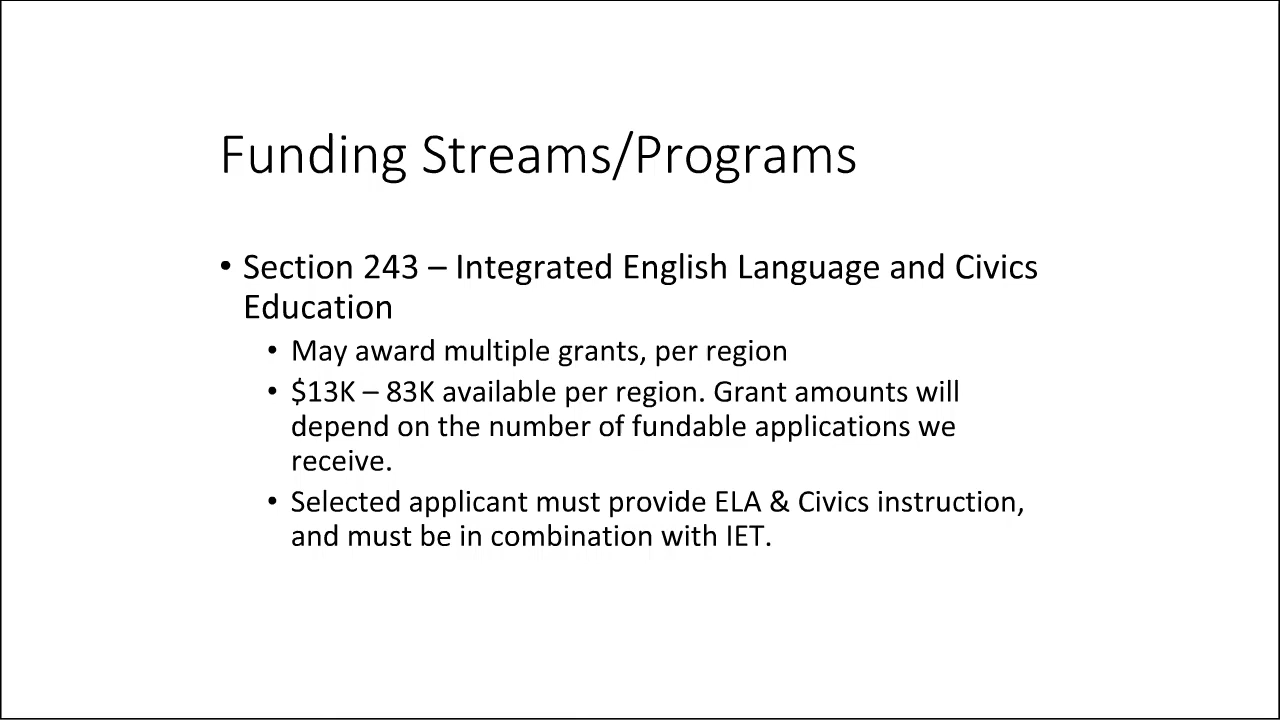 Funding Streams/Programs
• Section 243 – Integrated English Language and Civics
Education
• May award multiple grants, per region
• $13K – 83K available per region. Grant amounts will
depend on the number of fundable applications we
receive.
• Selected applicant must provide ELA & Civics instruction,
and must be in combination with IET.